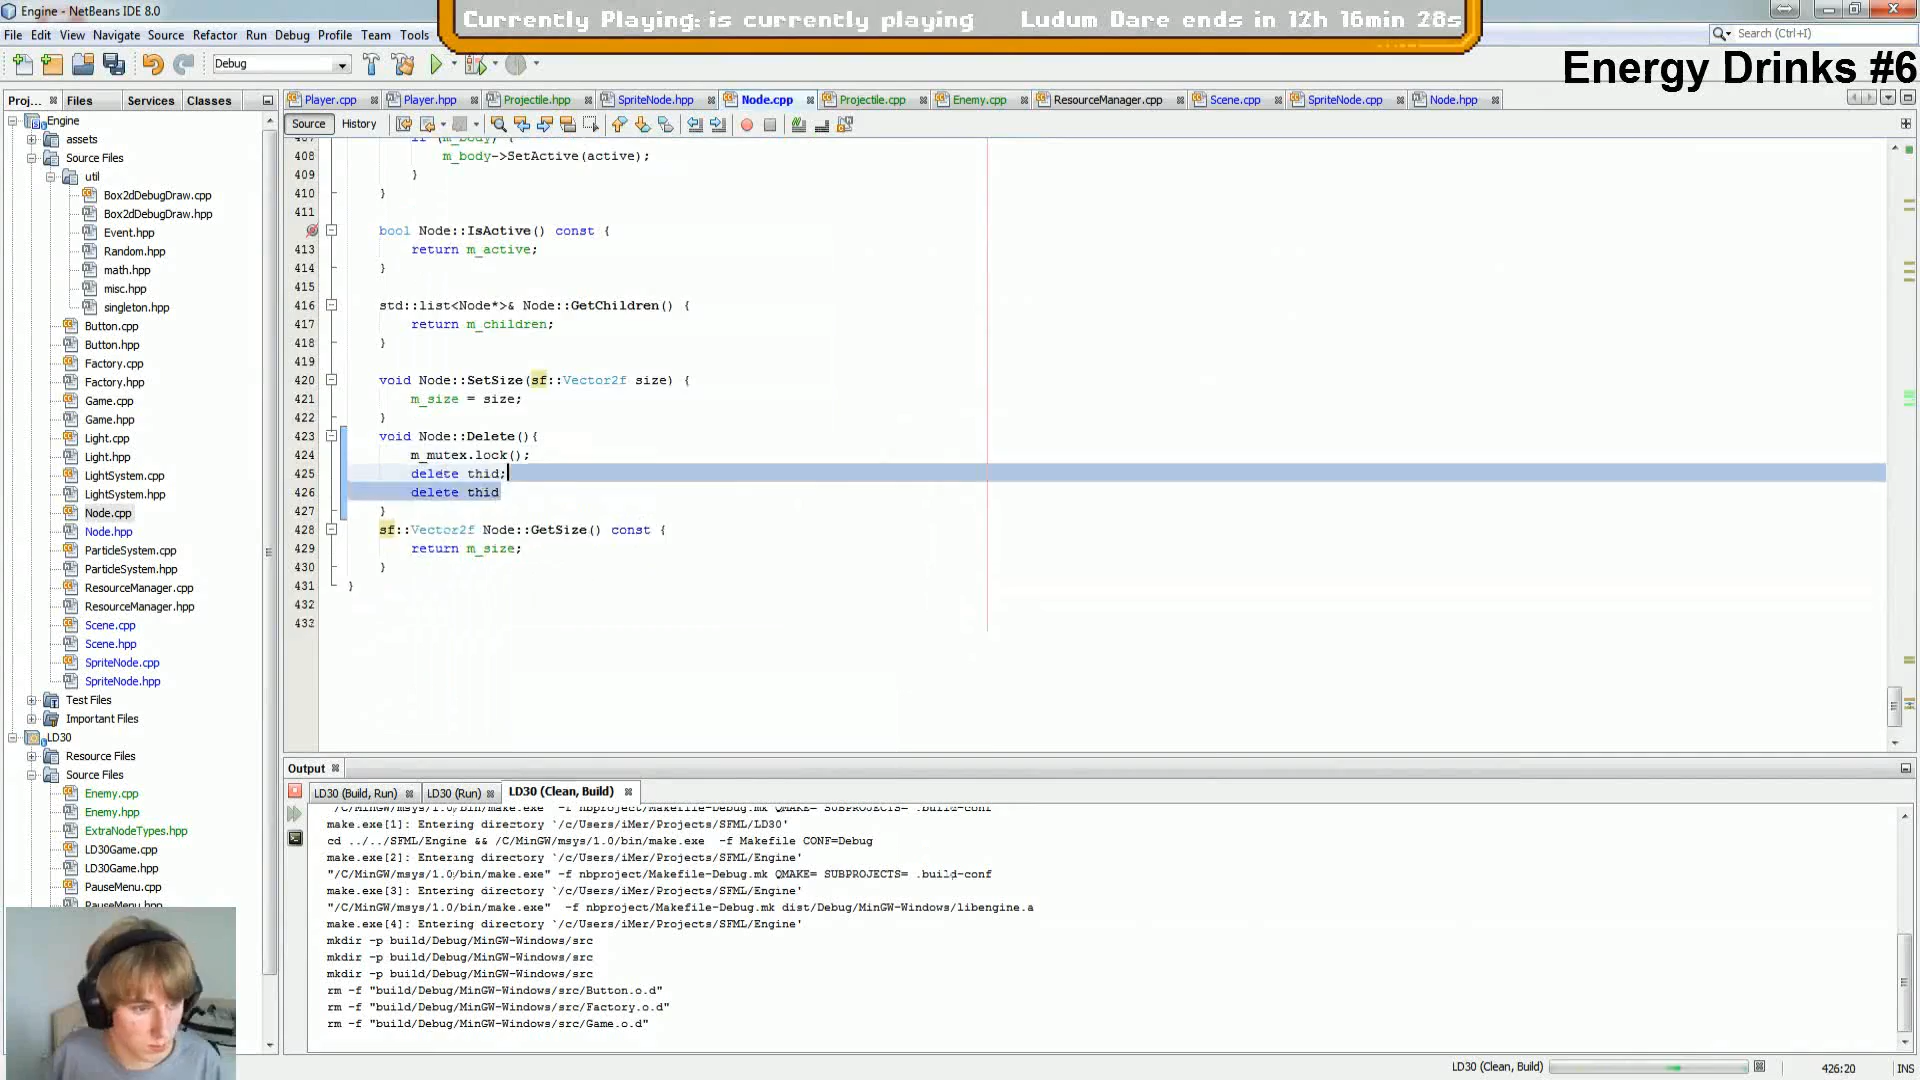 Engine - NetBeans IDE 8.0
Currently Playing: is currently playing Ludum Dare ends in 12h 16min 28s
File Edit View Navigate Source Refactor Run Debug Profile Team Tools
Search (Ctrl+I)
Debug
Energy Drinks #6
Proj... Files Services Classes
Player.cpp Player.hpp Projectile.hpp SpriteNode.hpp Node.cpp Projectile.cpp Enemy.cpp ResourceManager.cpp Scene.cpp SpriteNode.cpp Node.hpp
Source History
Engine
assets
Source Files
util
Box2dDebugDraw.cpp
Box2dDebugDraw.hpp
Event.hpp
Random.hpp
math.hpp
misc.hpp
singleton.hpp
Button.cpp
Button.hpp
Factory.cpp
Factory.hpp
Game.cpp
Game.hpp
Light.cpp
Light.hpp
LightSystem.cpp
LightSystem.hpp
Node.cpp
Node.hpp
ParticleSystem.cpp
ParticleSystem.hpp
ResourceManager.cpp
ResourceManager.hpp
Scene.cpp
Scene.hpp
SpriteNode.cpp
SpriteNode.hpp
Test Files
Important Files
LD30
Resource Files
Source Files
Enemy.cpp
Enemy.hpp
ExtraNodeTypes.hpp
LD30Game.cpp
LD30Game.hpp
PauseMenu.cpp
PauseMenu.hpp
407 if (m_body) {
408 m_body->SetActive(active);
409 }
410 }
411
bool Node::IsActive() const {
413 return m_active;
414 }
415
416 std::list<Node*>& Node::GetChildren() {
417 return m_children;
418 }
419
420 void Node::SetSize(sf::Vector2f size) {
421 m_size = size;
422 }
423 void Node::Delete(){
424 m_mutex.lock();
425 delete thid;
426 delete thid
427 }
428 sf::Vector2f Node::GetSize() const {
429 return m_size;
430 }
431 }
432
432
Output
LD30 (Build, Run) LD30 (Run) LD30 (Clean, Build)
"/C/MinGW/msys/1.0/bin/make.exe" -f nbproject/Makefile-Debug.mk QMAKE= SUBPROJECTS= .build-conf
make.exe[1]: Entering directory `/c/Users/iMer/Projects/SFML/LD30'
cd ../../SFML/Engine && /C/MinGW/msys/1.0/bin/make.exe -f Makefile CONF=Debug
make.exe[2]: Entering directory `/c/Users/iMer/Projects/SFML/Engine'
"/C/MinGW/msys/1.0/bin/make.exe" -f nbproject/Makefile-Debug.mk QMAKE= SUBPROJECTS= .build-conf
make.exe[3]: Entering directory `/c/Users/iMer/Projects/SFML/Engine'
"/C/MinGW/msys/1.0/bin/make.exe" -f nbproject/Makefile-Debug.mk dist/Debug/MinGW-Windows/libengine.a
make.exe[4]: Entering directory `/c/Users/iMer/Projects/SFML/Engine'
mkdir -p build/Debug/MinGW-Windows/src
mkdir -p build/Debug/MinGW-Windows/src
mkdir -p build/Debug/MinGW-Windows/src
rm -f "build/Debug/MinGW-Windows/src/Button.o.d"
rm -f "build/Debug/MinGW-Windows/src/Factory.o.d"
rm -f "build/Debug/MinGW-Windows/src/Game.o.d"
LD30 (Clean, Build) 426:20 INS